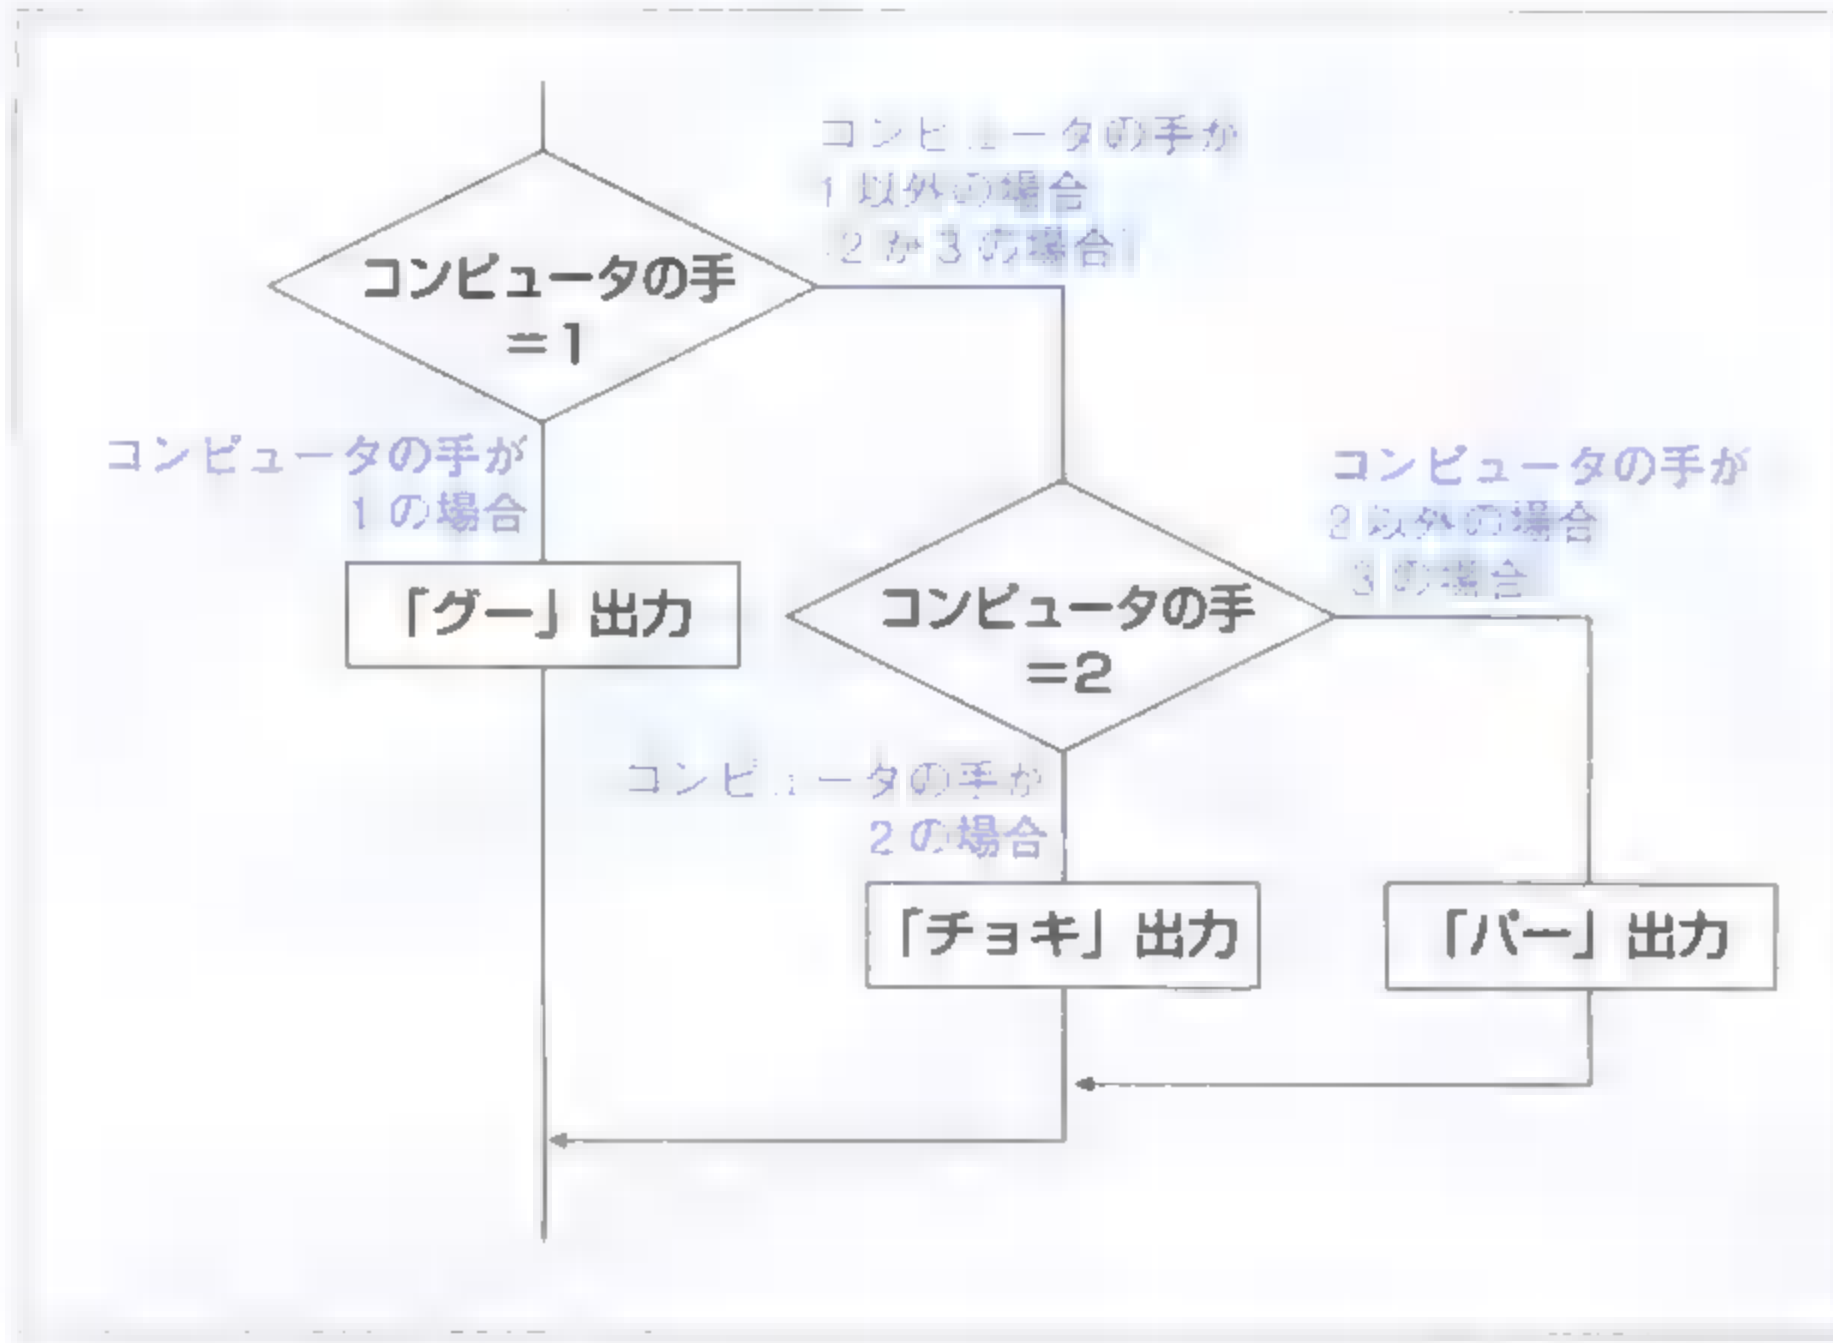 コンピュータの手が
1以外の場合
(2か3の場合)
コンピュータの手
=1
コンピュータの手が
1の場合
「グー」出力
コンピュータの手が
2以外の場合
3の場合
コンピュータの手
=2
コンピュータの手が
2の場合
「チョキ」出力
「パー」出力